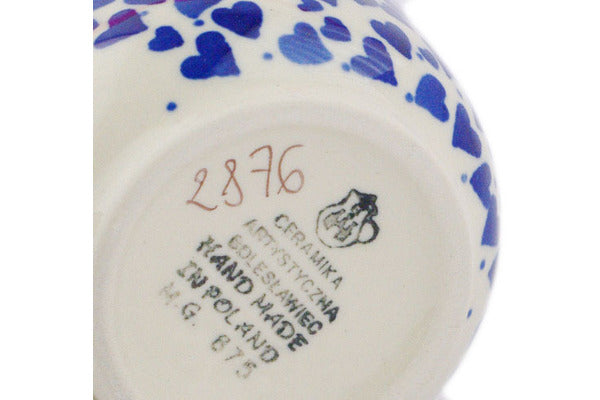 2876
CERAMIKA
ARTYSTYCZNA
BOLESŁAWIEC
HAND MADE
IN POLAND
M.G. 675